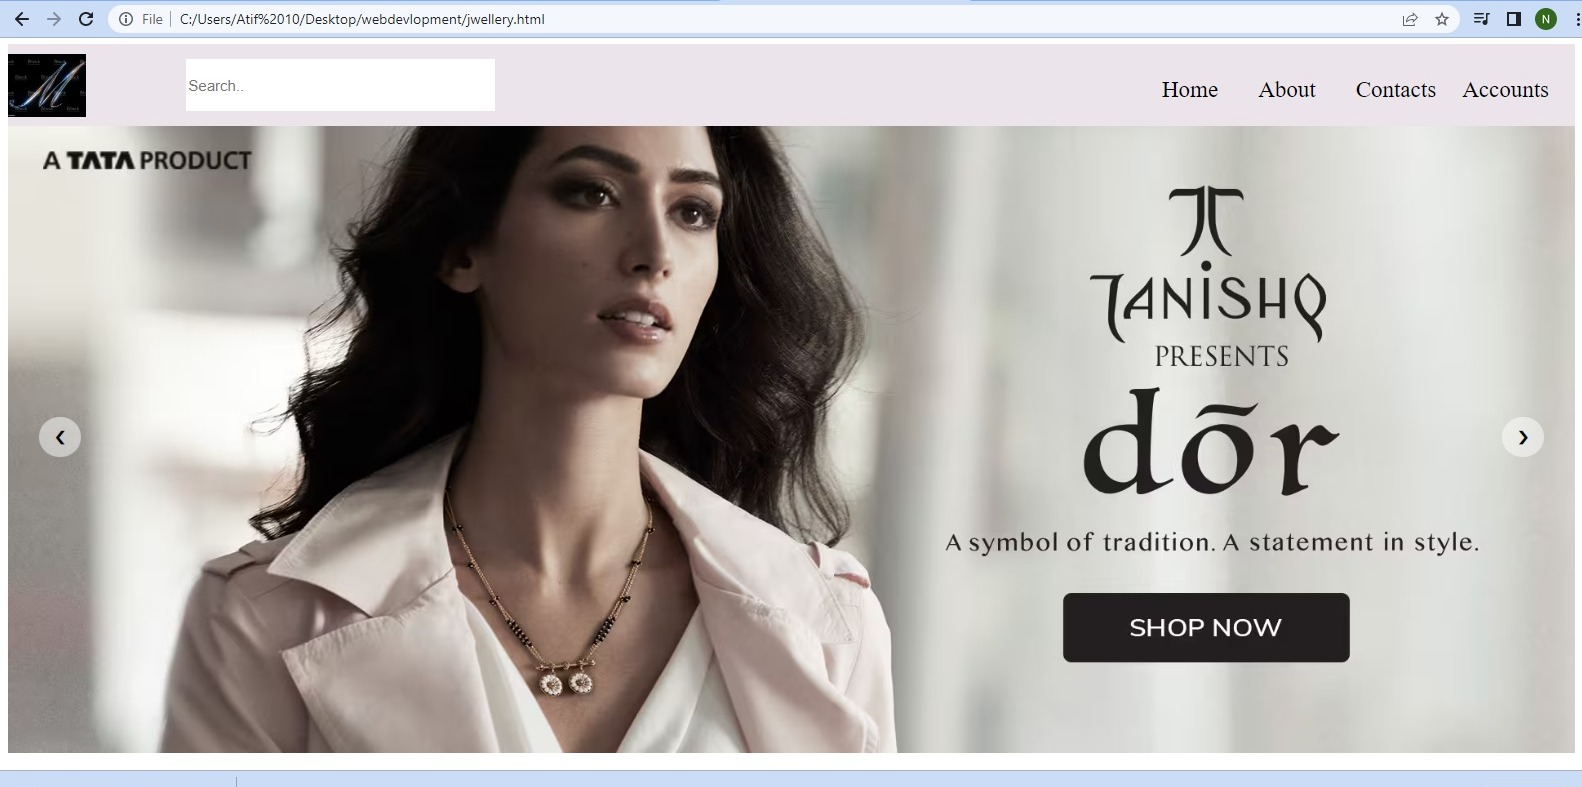 File
C:/Users/Atif%2010/Desktop/webdevlopment/jwellery.html
N
M
Search..
Home About Contacts Accounts
A TATA PRODUCT
TANISHQ
PRESENTS
dõr
A symbol of tradition. A statement in style.
SHOP NOW